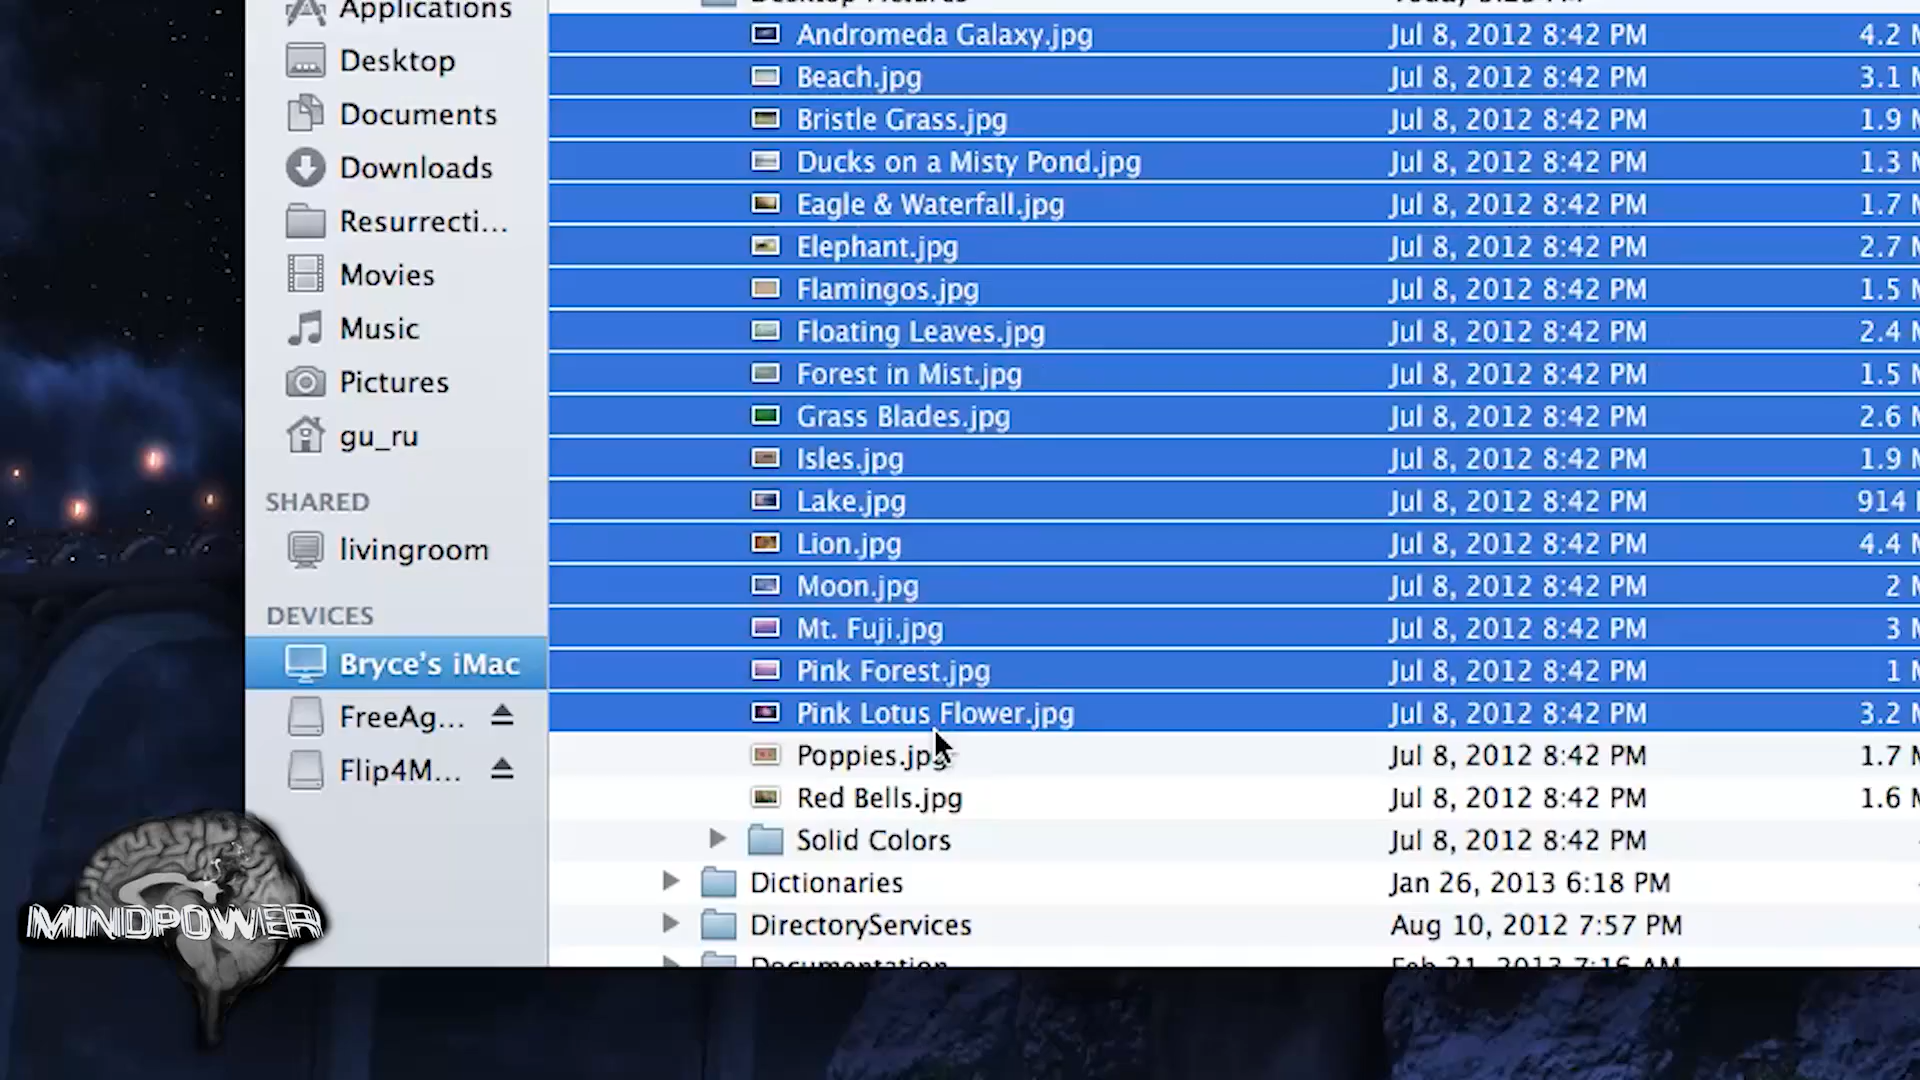 Applications
Desktop
Documents
Downloads
Resurrecti...
Movies
Music
Pictures
gu_ru
SHARED
livingroom
DEVICES
Bryce's iMac
FreeAg...
Flip4M...
Desktop Pictures
Andromeda Galaxy.jpg Jul 8, 2012 8:42 PM 4.2 M
Beach.jpg Jul 8, 2012 8:42 PM 3.1 M
Bristle Grass.jpg Jul 8, 2012 8:42 PM 1.9 M
Ducks on a Misty Pond.jpg Jul 8, 2012 8:42 PM 1.3 M
Eagle & Waterfall.jpg Jul 8, 2012 8:42 PM 1.7 M
Elephant.jpg Jul 8, 2012 8:42 PM 2.7 M
Flamingos.jpg Jul 8, 2012 8:42 PM 1.5 M
Floating Leaves.jpg Jul 8, 2012 8:42 PM 2.4 M
Forest in Mist.jpg Jul 8, 2012 8:42 PM 1.5 M
Grass Blades.jpg Jul 8, 2012 8:42 PM 2.6 M
Isles.jpg Jul 8, 2012 8:42 PM 1.9 M
Lake.jpg Jul 8, 2012 8:42 PM 914
Lion.jpg Jul 8, 2012 8:42 PM 4.4 M
Moon.jpg Jul 8, 2012 8:42 PM 2 M
Mt. Fuji.jpg Jul 8, 2012 8:42 PM 3 M
Pink Forest.jpg Jul 8, 2012 8:42 PM 1 M
Pink Lotus Flower.jpg Jul 8, 2012 8:42 PM 3.2 M
Poppies.jpg Jul 8, 2012 8:42 PM 1.7 M
Red Bells.jpg Jul 8, 2012 8:42 PM 1.6 M
Solid Colors Jul 8, 2012 8:42 PM
Dictionaries Jan 26, 2013 6:18 PM
DirectoryServices Aug 10, 2012 7:57 PM
Documentation Feb 21, 2013 7:16 AM
MINDPOWER